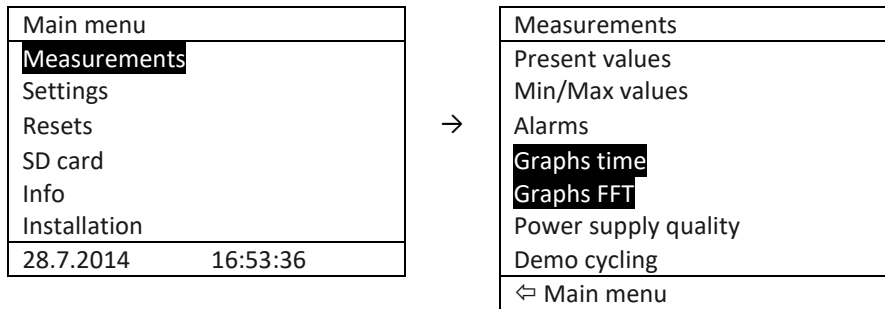 Main menu
Measurements
Settings
Resets
SD card
Info
Installation
28.7.2014 16:53:36
→
Measurements
Present values
Min/Max values
Alarms
Graphs time
Graphs FFT
Power supply quality
Demo cycling
⇦ Main menu